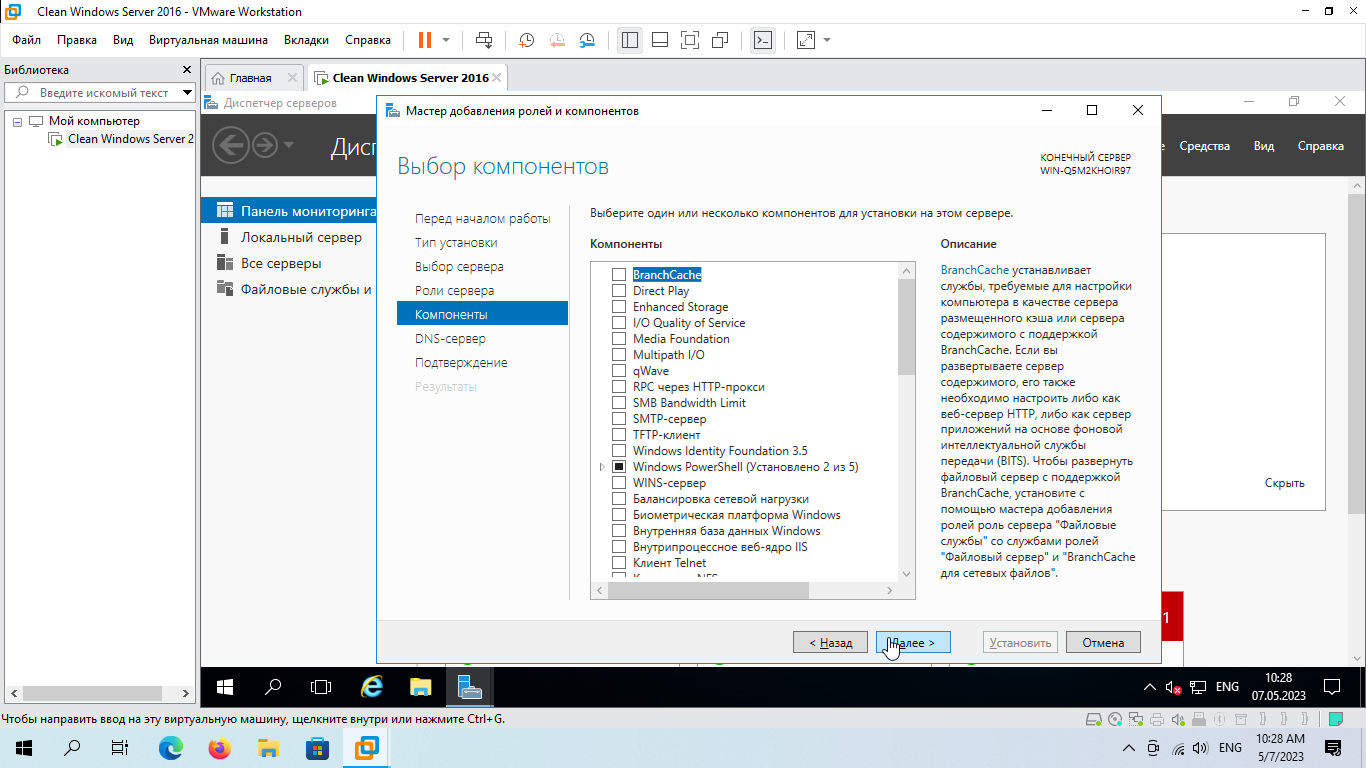 Clean Windows Server 2016 - VMware Workstation
Файл Правка Вид Виртуальная машина Вкладки Справка
Библиотека
Введите искомый текст
Мой компьютер
Clean Windows Server 2
Главная
Clean Windows Server 2016
Диспетчер серверов
Дисп
Средства Вид Справка
Панель мониторинга
Локальный сервер
Все серверы
Файловые службы и
Мастер добавления ролей и компонентов
Выбор компонентов
КОНЕЧНЫЙ СЕРВЕР
WIN-Q5M2KHOIR97
Перед началом работы
Тип установки
Выбор сервера
Роли сервера
Компоненты
DNS-сервер
Подтверждение
Результаты
Выберите один или несколько компонентов для установки на этом сервере.
Компоненты
BranchCache
Direct Play
Enhanced Storage
I/O Quality of Service
Media Foundation
Multipath I/O
qWave
RPC через HTTP-прокси
SMB Bandwidth Limit
SMTP-сервер
TFTP-клиент
Windows Identity Foundation 3.5
Windows PowerShell (Установлено 2 из 5)
WINS-сервер
Балансировка сетевой нагрузки
Биометрическая платформа Windows
Внутренняя база данных Windows
Внутрипроцессное веб-ядро IIS
Клиент Telnet
Описание
BranchCache устанавливает
службы, требуемые для настройки
компьютера в качестве сервера
размещенного кэша или сервера
содержимого с поддержкой
BranchCache. Если вы
развертываете сервер
содержимого, его также
необходимо настроить либо как
веб-сервер HTTP, либо как сервер
приложений на основе фоновой
интеллектуальной службы
передачи (BITS). Чтобы развернуть
файловый сервер с поддержкой
BranchCache, установите с
помощью мастера добавления
ролей роль сервера "Файловые
службы" со службами ролей
"Файловый сервер" и "BranchCache
для сетевых файлов".
Скрыть
1
< Назад
Далее >
Установить
Отмена
ENG
10:28
07.05.2023
Чтобы направить ввод на эту виртуальную машину, щелкните внутри или нажмите Ctrl+G.
ENG
10:28 AM
5/7/2023